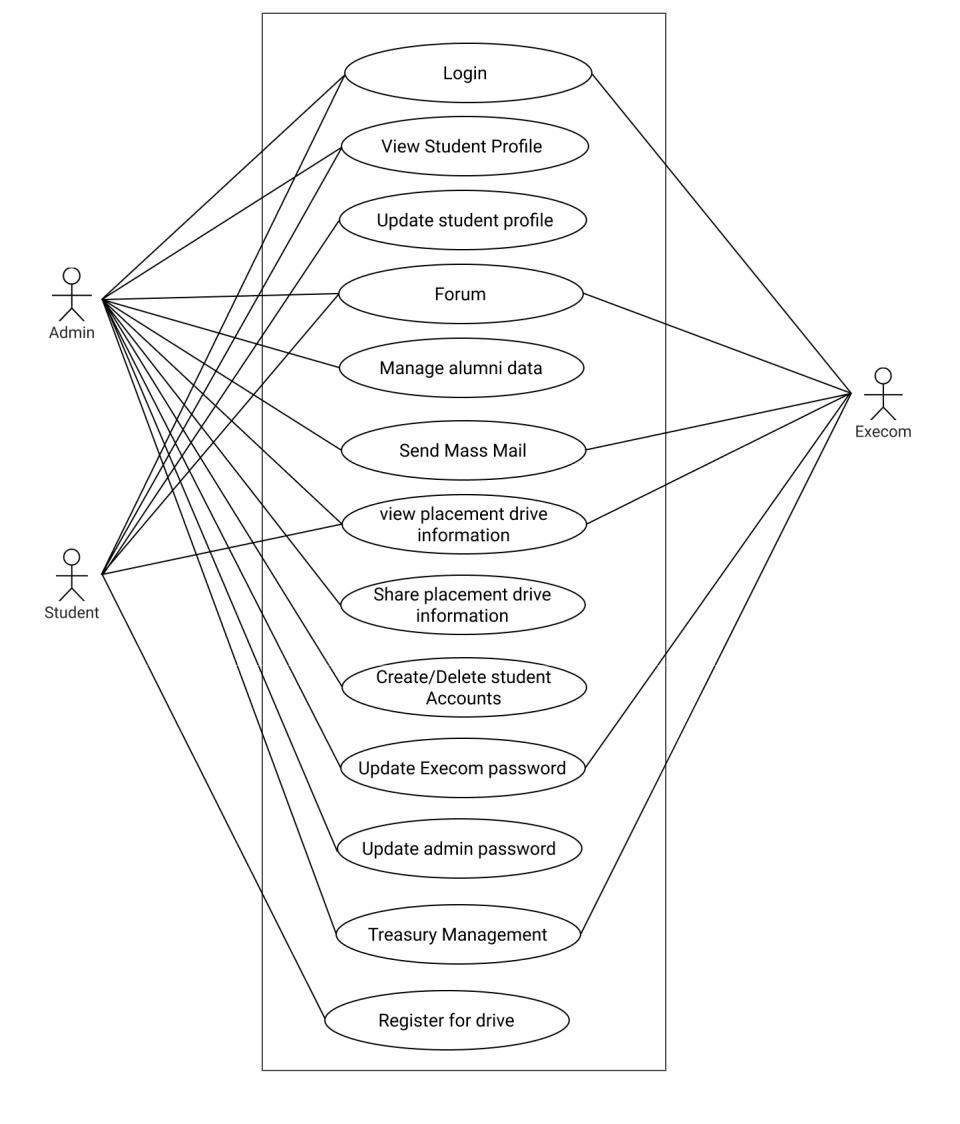 Login
View Student Profile
Update student profile
Forum
Admin
Manage alumni data
Execom
Send Mass Mail
view placement drive
information
Share placement drive
information
Student
Create/Delete student
Accounts
Update Execom password
Update admin password
Treasury Management
Register for drive